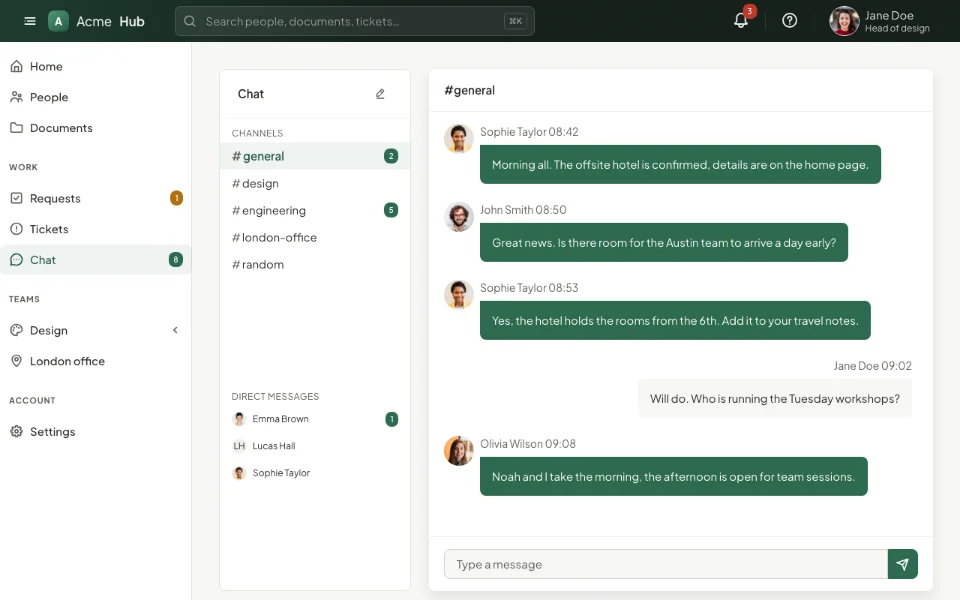 A Acme Hub
Search people, documents, tickets...
⌘K
3
Jane Doe
Head of design
Home
People
Documents
WORK
Requests 1
Tickets
Chat 8
TEAMS
Design
London office
ACCOUNT
Settings
Chat
CHANNELS
# general 2
# design
# engineering 5
# london-office
# random
DIRECT MESSAGES
Emma Brown 1
LH Lucas Hall
Sophie Taylor
#general
Sophie Taylor 08:42
Morning all. The offsite hotel is confirmed, details are on the home page.
John Smith 08:50
Great news. Is there room for the Austin team to arrive a day early?
Sophie Taylor 08:53
Yes, the hotel holds the rooms from the 6th. Add it to your travel notes.
Jane Doe 09:02
Will do. Who is running the Tuesday workshops?
Olivia Wilson 09:08
Noah and I take the morning, the afternoon is open for team sessions.
Type a message